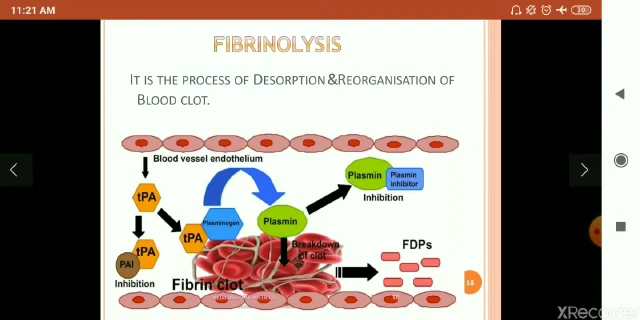 11:21 AM
30
FIBRINOLYSIS
IT IS THE PROCESS OF DESORPTION &REORGANISATION OF
BLOOD CLOT.
Blood vessel endothelium
tPA
Plasminogen
tPA
tPA
PAI
Inhibition
Plasmin
Plasmin
Plasmin
inhibitor
Inhibition
Breakdown
of clot
FDPs
Fibrin clot
18
XRecorder